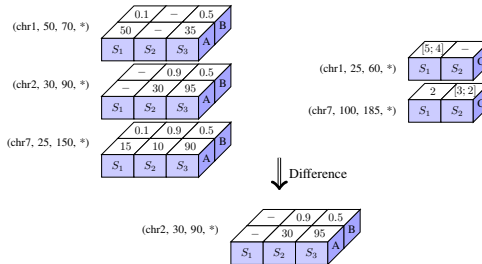 0.1 – 0.5
(chr1, 50, 70, *) 50 – 35 A B
S1 S2 S3
– 0.9 0.5
(chr2, 30, 90, *) – 30 95 A B
S1 S2 S3
0.1 0.9 0.5
(chr7, 25, 150, *) 15 10 90 A B
S1 S2 S3
(chr1, 25, 60, *) [5; 4] –
S1 S2
(chr7, 100, 185, *) 2 [3; 2]
S1 S2
Difference
– 0.9 0.5
(chr2, 30, 90, *) – 30 95 A B
S1 S2 S3